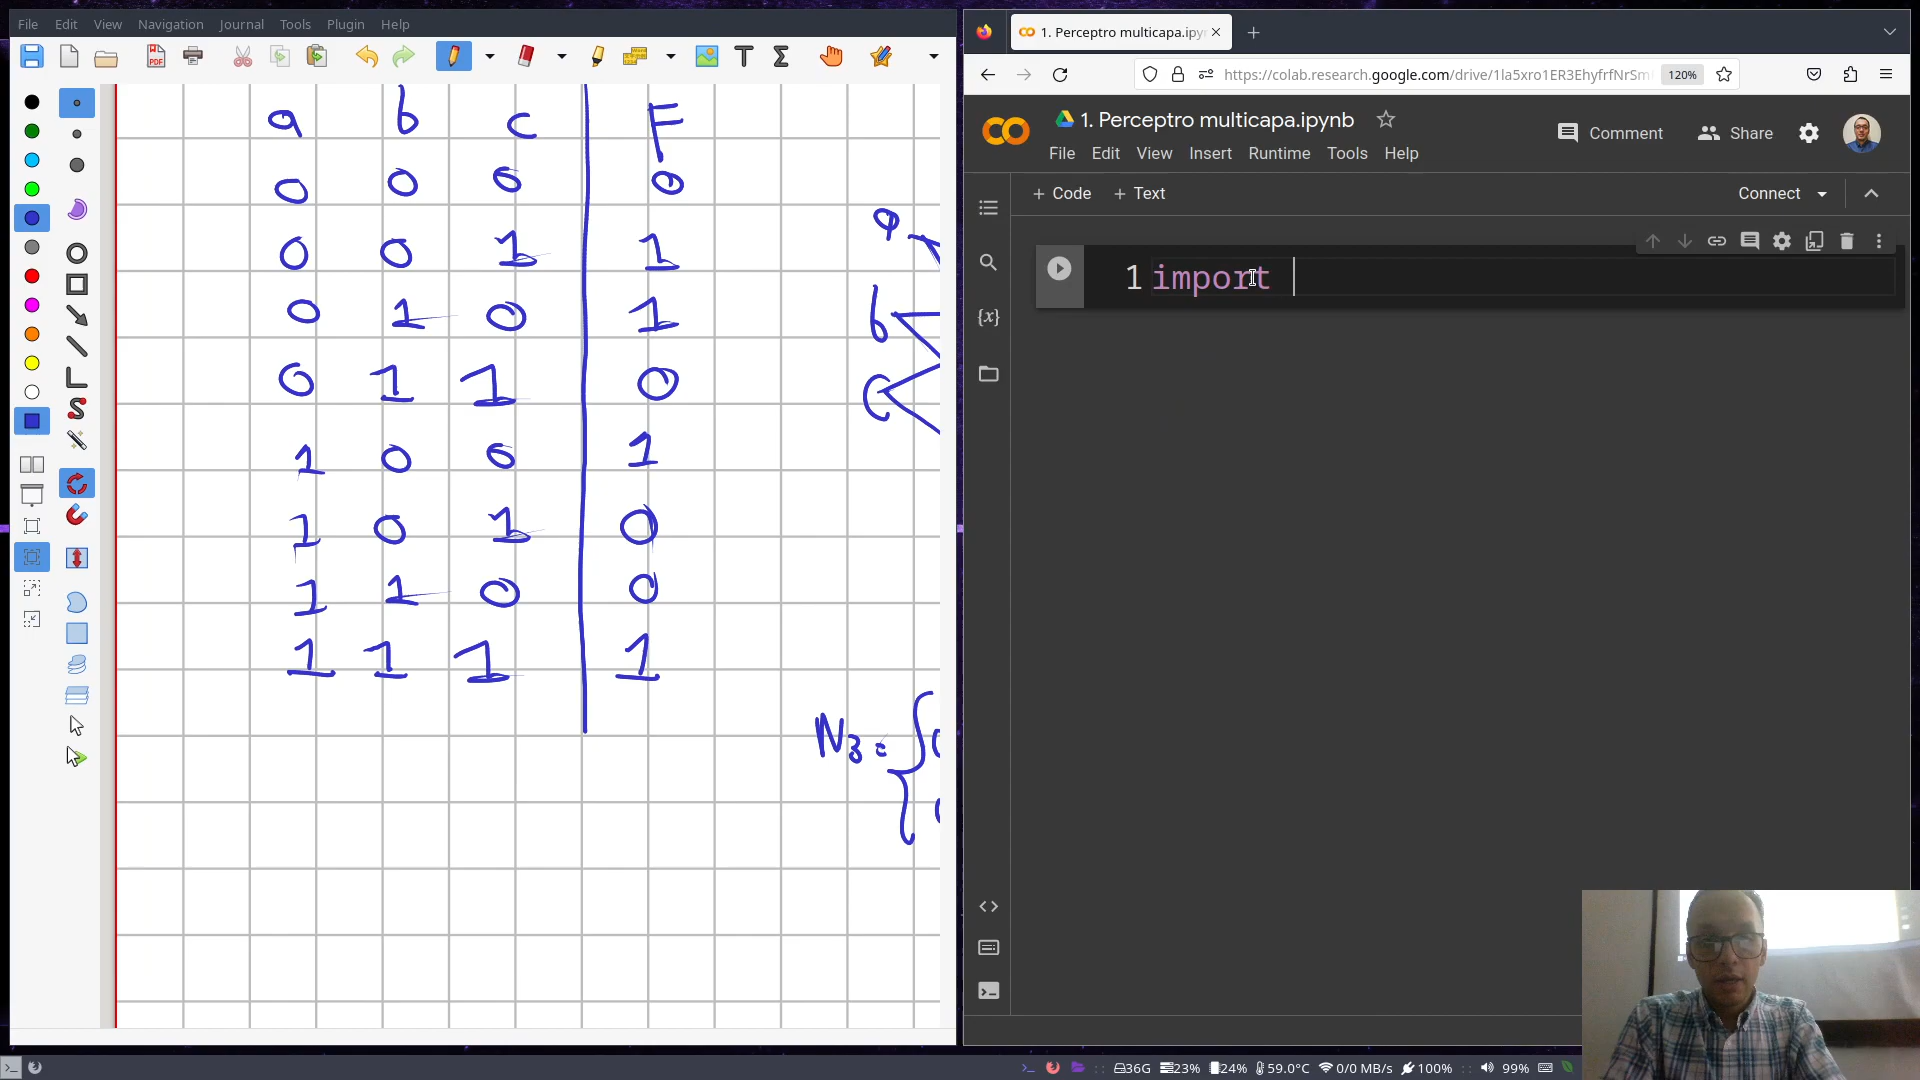 File Edit View Navigation Journal Tools Plugin Help
a b c F
0 0 0 0
0 0 1 1
0 1 0 1
0 1 1 0
1 0 0 1
1 0 1 0
1 1 0 0
1 1 1 1
a
b
c
N3 = {
1. Perceptro multicapa.ipyn
https://colab.research.google.com/drive/1la5xro1ER3EhyfrfNrSm
120%
1. Perceptro multicapa.ipynb
Comment
Share
File Edit View Insert Runtime Tools Help
+ Code + Text
Connect
{x}
1 import
36G 23% 24% 59.0°C 0/0 MB/s 100% 99%